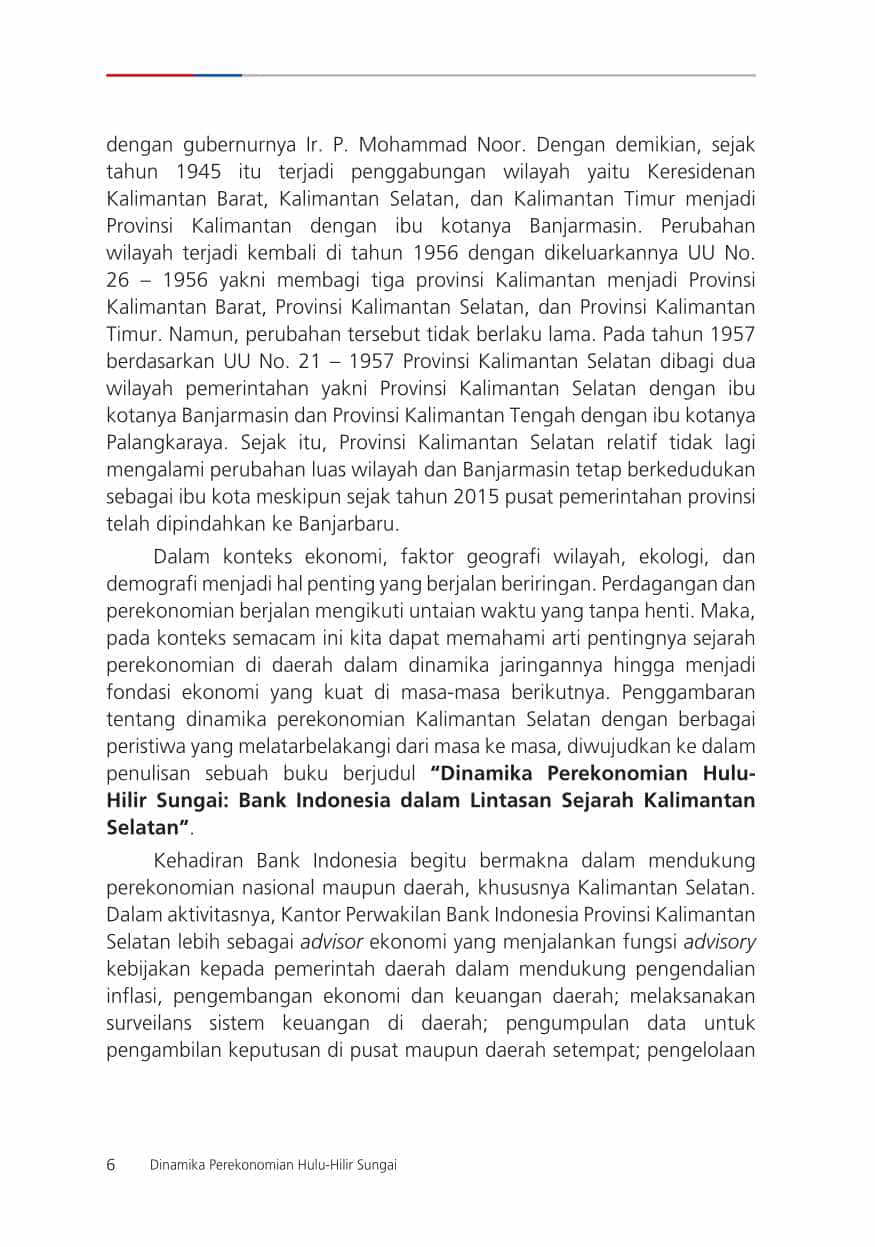 dengan gubernurnya Ir. P. Mohammad Noor. Dengan demikian, sejak
tahun 1945 itu terjadi penggabungan wilayah yaitu Keresidenan
Kalimantan Barat, Kalimantan Selatan, dan Kalimantan Timur menjadi
Provinsi Kalimantan dengan ibu kotanya Banjarmasin. Perubahan
wilayah terjadi kembali di tahun 1956 dengan dikeluarkannya UU No.
26 – 1956 yakni membagi tiga provinsi Kalimantan menjadi Provinsi
Kalimantan Barat, Provinsi Kalimantan Selatan, dan Provinsi Kalimantan
Timur. Namun, perubahan tersebut tidak berlaku lama. Pada tahun 1957
berdasarkan UU No. 21 – 1957 Provinsi Kalimantan Selatan dibagi dua
wilayah pemerintahan yakni Provinsi Kalimantan Selatan dengan ibu
kotanya Banjarmasin dan Provinsi Kalimantan Tengah dengan ibu kotanya
Palangkaraya. Sejak itu, Provinsi Kalimantan Selatan relatif tidak lagi
mengalami perubahan luas wilayah dan Banjarmasin tetap berkedudukan
sebagai ibu kota meskipun sejak tahun 2015 pusat pemerintahan provinsi
telah dipindahkan ke Banjarbaru.
Dalam konteks ekonomi, faktor geografi wilayah, ekologi, dan
demografi menjadi hal penting yang berjalan beriringan. Perdagangan dan
perekonomian berjalan mengikuti untaian waktu yang tanpa henti. Maka,
pada konteks semacam ini kita dapat memahami arti pentingnya sejarah
perekonomian di daerah dalam dinamika jaringannya hingga menjadi
fondasi ekonomi yang kuat di masa-masa berikutnya. Penggambaran
tentang dinamika perekonomian Kalimantan Selatan dengan berbagai
peristiwa yang melatarbelakangi dari masa ke masa, diwujudkan ke dalam
penulisan sebuah buku berjudul “Dinamika Perekonomian Hulu-
Hilir Sungai: Bank Indonesia dalam Lintasan Sejarah Kalimantan
Selatan”.
Kehadiran Bank Indonesia begitu bermakna dalam mendukung
perekonomian nasional maupun daerah, khususnya Kalimantan Selatan.
Dalam aktivitasnya, Kantor Perwakilan Bank Indonesia Provinsi Kalimantan
Selatan lebih sebagai advisor ekonomi yang menjalankan fungsi advisory
kebijakan kepada pemerintah daerah dalam mendukung pengendalian
inflasi, pengembangan ekonomi dan keuangan daerah; melaksanakan
surveilans sistem keuangan di daerah; pengumpulan data untuk
pengambilan keputusan di pusat maupun daerah setempat; pengelolaan
6 Dinamika Perekonomian Hulu-Hilir Sungai